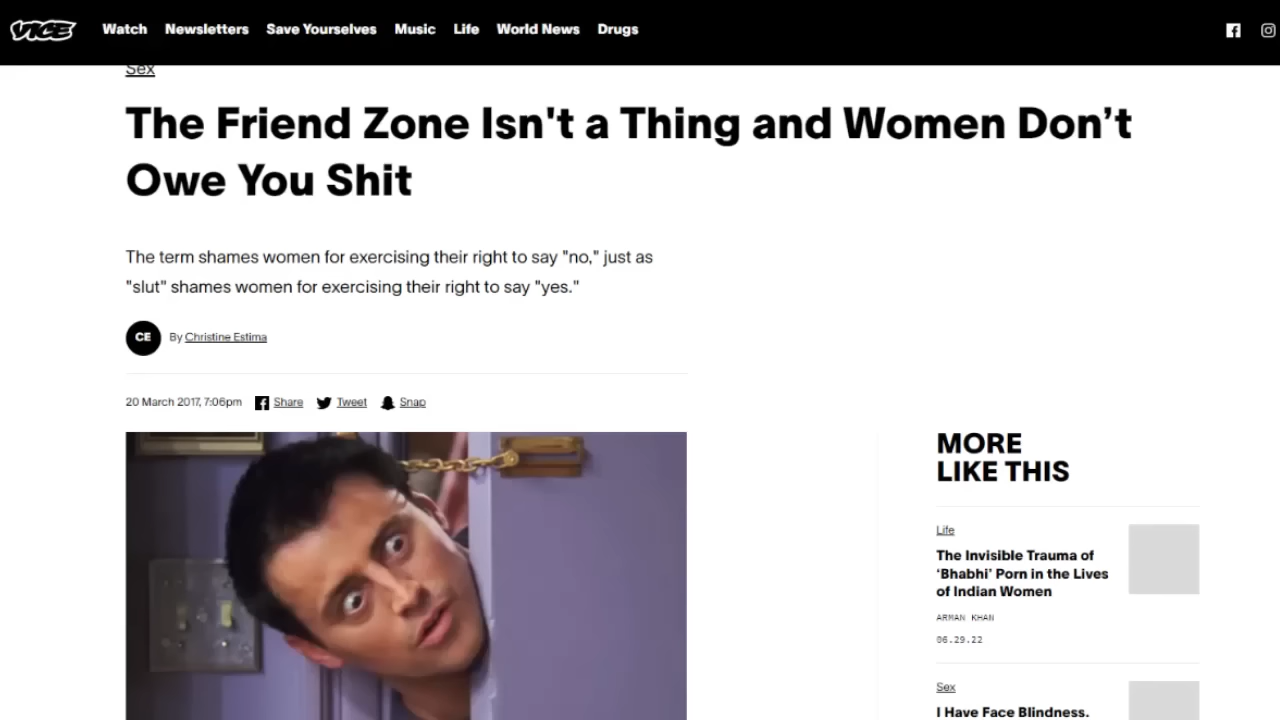 VICE Watch Newsletters Save Yourselves Music Life World News Drugs
Sex
The Friend Zone Isn't a Thing and Women Don’t
Owe You Shit
The term shames women for exercising their right to say "no," just as
"slut" shames women for exercising their right to say "yes."
CE By Christine Estima
20 March 2017, 7:06pm Share Tweet Snap
MORE
LIKE THIS
Life
The Invisible Trauma of
‘Bhabhi’ Porn in the Lives
of Indian Women
ARMAN KHAN
06.29.22
Sex
I Have Face Blindness.